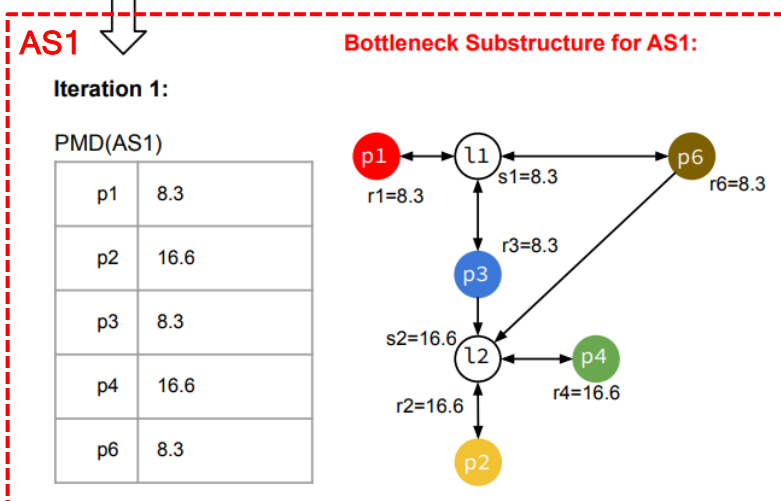 AS1
Bottleneck Substructure for AS1:
Iteration 1:
PMD(AS1)
p1 8.3
p2 16.6
p3 8.3
p4 16.6
p6 8.3
p1
l1
p6
r1=8.3
s1=8.3
r6=8.3
r3=8.3
p3
s2=16.6
l2
p4
r4=16.6
r2=16.6
p2